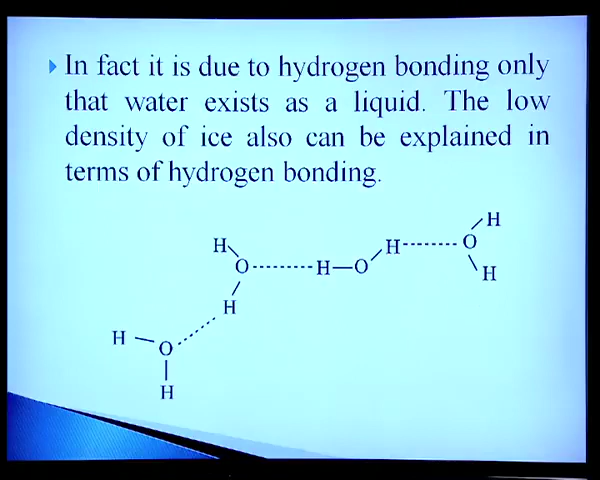 In fact it is due to hydrogen bonding only
that water exists as a liquid. The low
density of ice also can be explained in
terms of hydrogen bonding.
H
H H O
O H—O
H H
H O
H